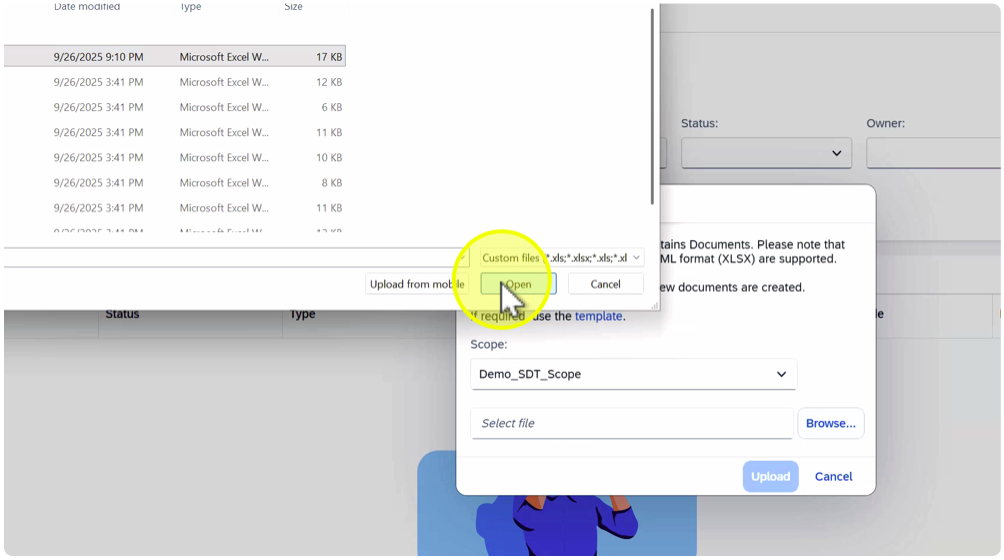 Date modified Type Size
9/26/2025 9:10 PM Microsoft Excel W... 17 KB
9/26/2025 3:41 PM Microsoft Excel W... 12 KB
9/26/2025 3:41 PM Microsoft Excel W... 6 KB
9/26/2025 3:41 PM Microsoft Excel W... 11 KB
9/26/2025 3:41 PM Microsoft Excel W... 10 KB
9/26/2025 3:41 PM Microsoft Excel W... 8 KB
9/26/2025 3:41 PM Microsoft Excel W... 11 KB
Status: Owner:
tains Documents. Please note that
Custom files *.xls;*.xlsx;*.xls;*.xl ML format (XLSX) are supported.
Upload from mobile Open Cancel ew documents are created.
Status Type If required use the template.
Scope:
Demo_SDT_Scope
Select file Browse...
Upload Cancel